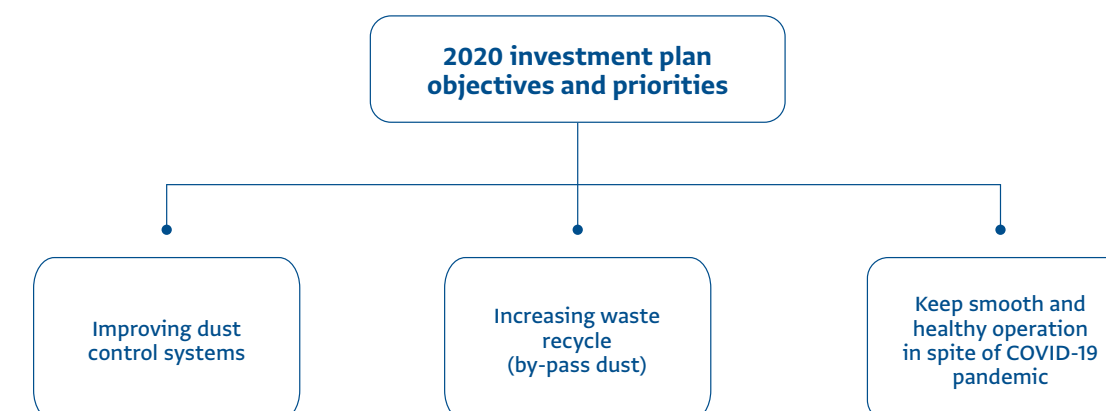 2020 investment plan
objectives and priorities
Improving dust
control systems
Increasing waste
recycle
(by-pass dust)
Keep smooth and
healthy operation
in spite of COVID-19
pandemic